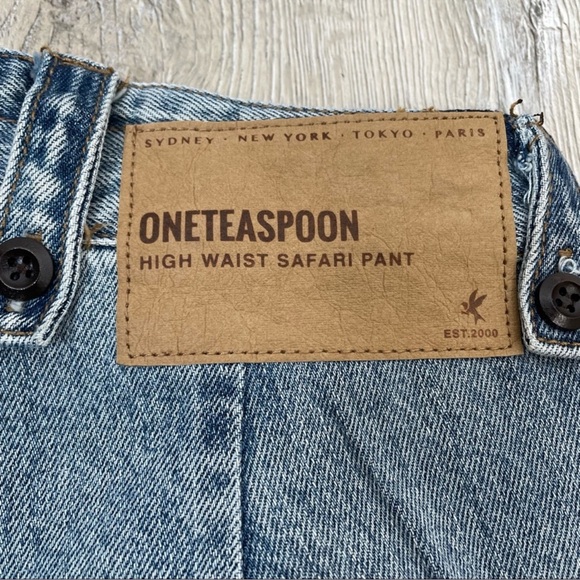 SYDNEY · NEW YORK · TOKYO · PARIS
ONETEASPOON
HIGH WAIST SAFARI PANT
EST.2000